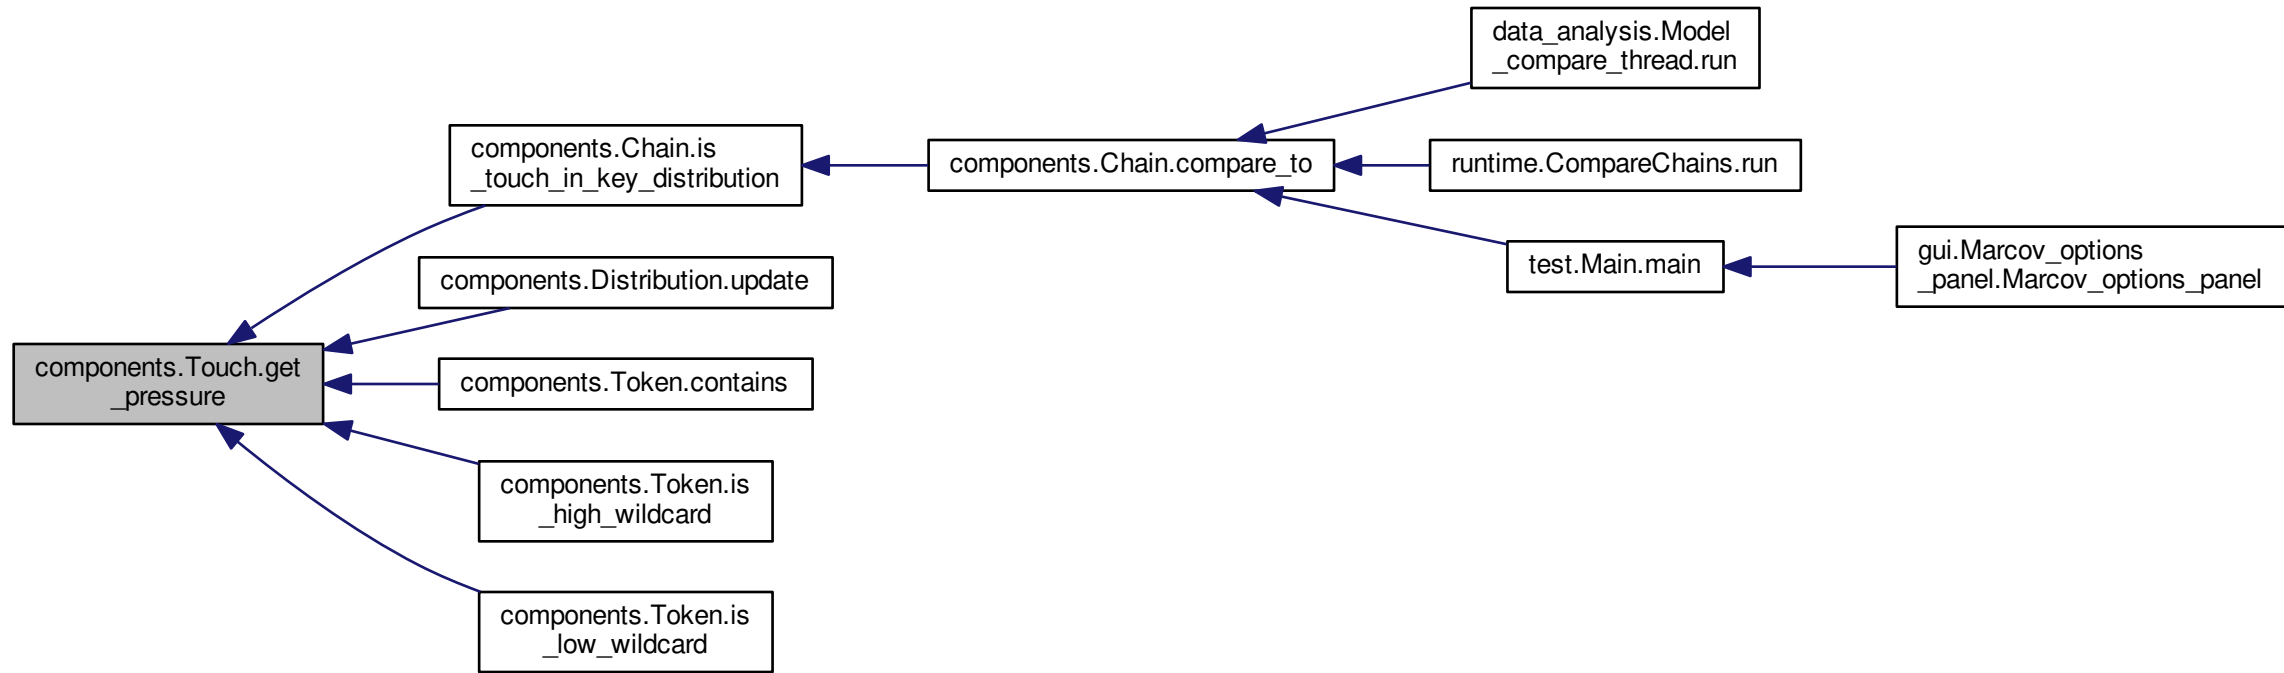 data_analysis.Model
_compare_thread.run
components.Chain.is
_touch_in_key_distribution
components.Chain.compare_to
runtime.CompareChains.run
components.Distribution.update
test.Main.main
gui.Marcov_options
_panel.Marcov_options_panel
components.Touch.get
_pressure
components.Token.contains
components.Token.is
_high_wildcard
components.Token.is
_low_wildcard